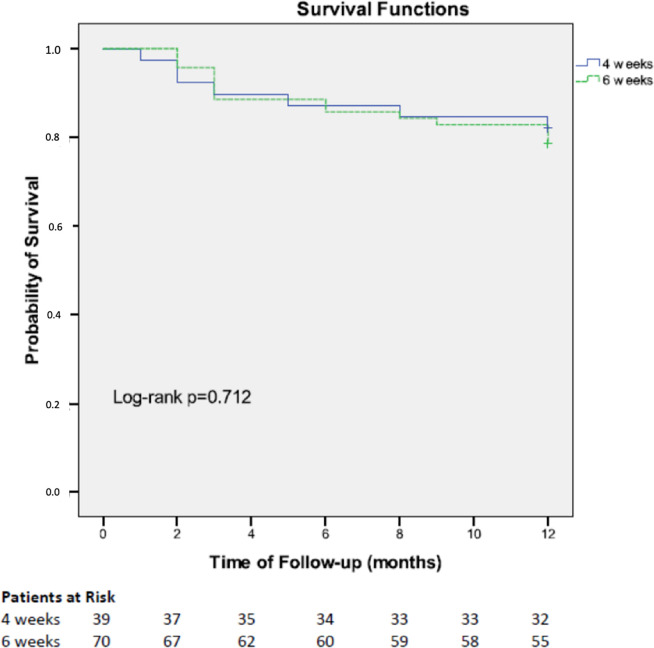 Survival Functions
4 weeks
6 weeks
Probability of Survival
1.0
0.8
0.6
0.4
0.2
0.0
Log-rank p=0.712
0 2 4 6 8 10 12
Time of Follow-up (months)
Patients at Risk
4 weeks 39 37 35 34 33 33 32
6 weeks 70 67 62 60 59 58 55